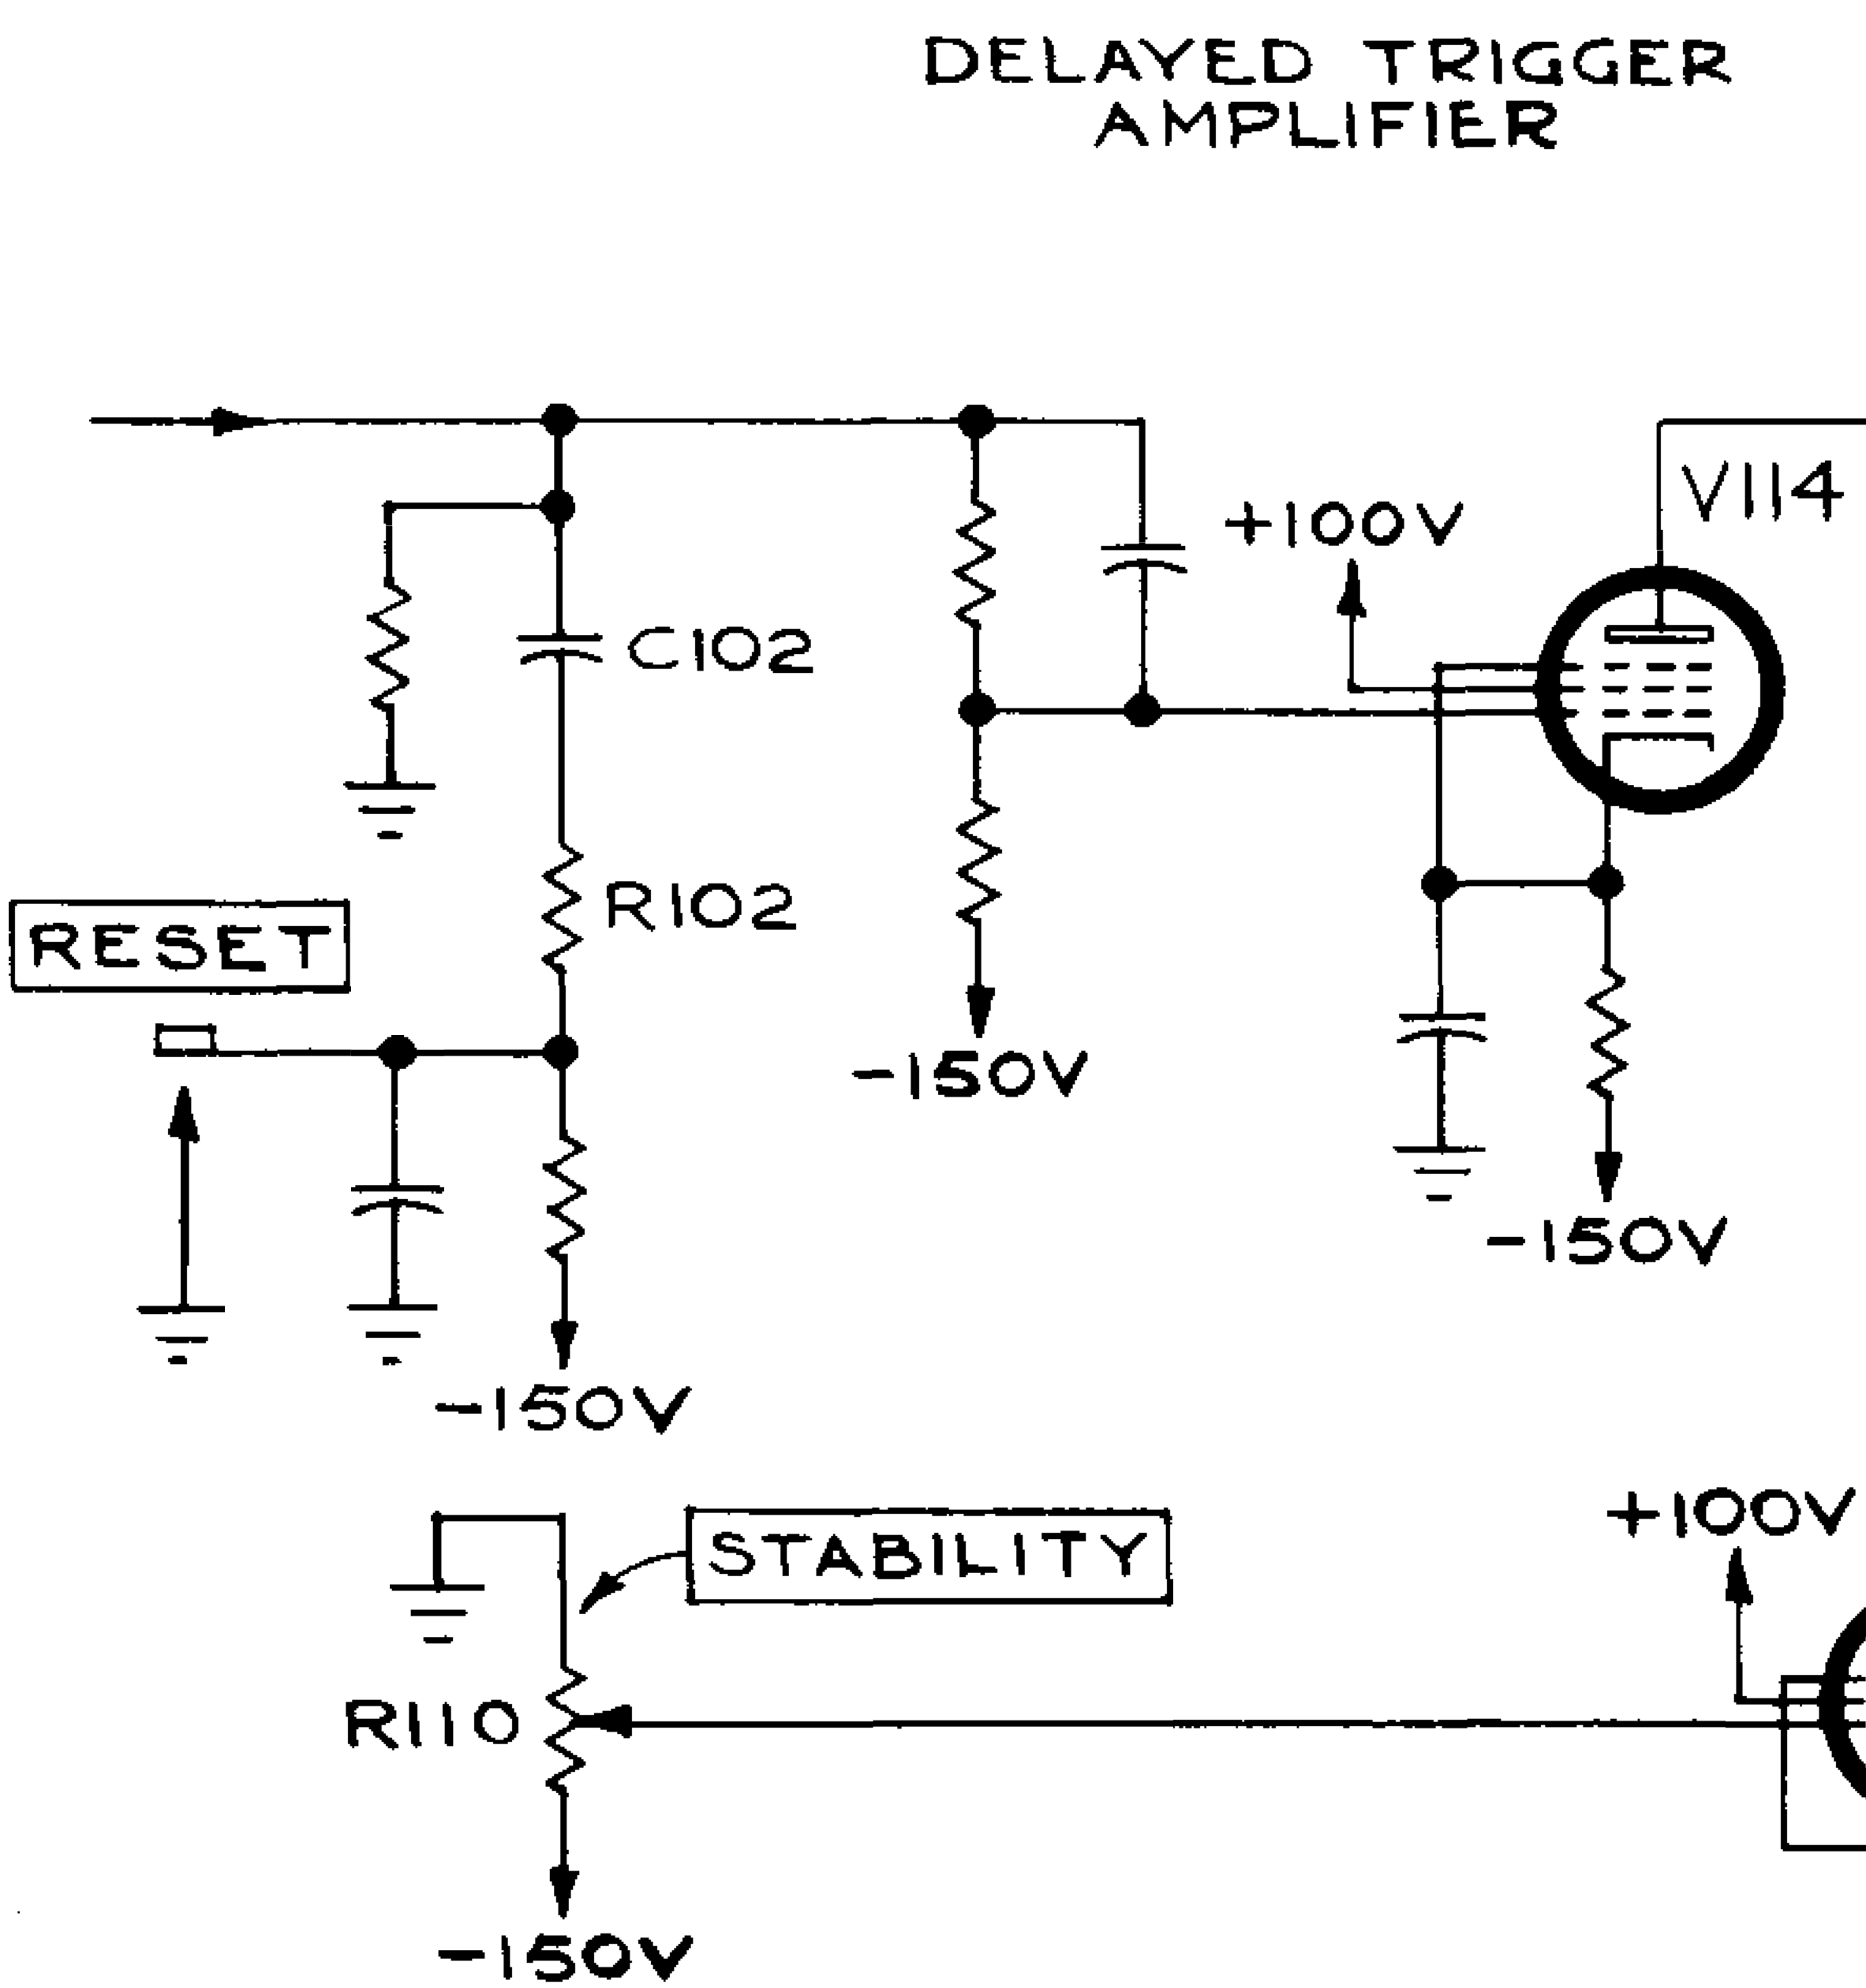 DELAYED TRIGGER
AMPLIFIER
V114
+100V
C102
R102
RESET
-150V
-150V
-150V
+100V
STABILITY
R110
-150V